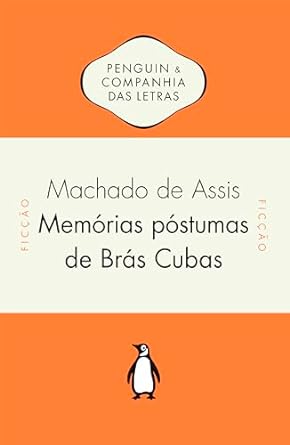 PENGUIN &
COMPANHIA
DAS LETRAS
Machado de Assis
Memórias póstumas
de Brás Cubas
FICÇÃO
FICÇÃO